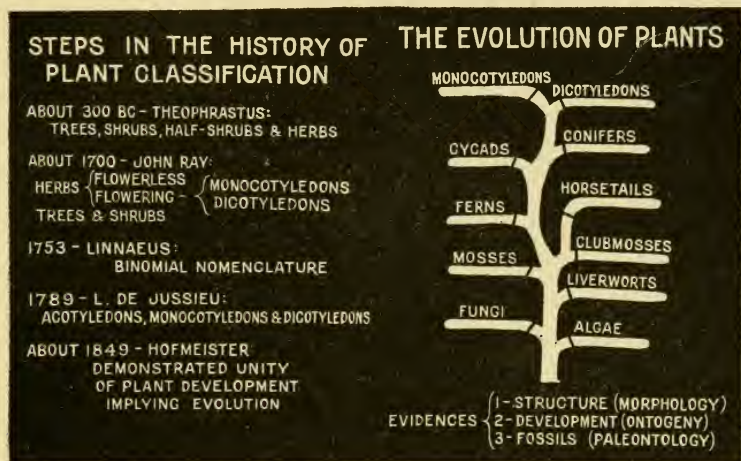 STEPS IN THE HISTORY OF
PLANT CLASSIFICATION
ABOUT 300 BC - THEOPHRASTUS:
TREES, SHRUBS, HALF-SHRUBS & HERBS
ABOUT 1700 - JOHN RAY:
HERBS { FLOWERLESS
FLOWERING - { MONOCOTYLEDONS
DICOTYLEDONS
TREES & SHRUBS
1753 - LINNAEUS:
BINOMIAL NOMENCLATURE
1789 - L. DE JUSSIEU:
ACOTYLEDONS, MONOCOTYLEDONS & DICOTYLEDONS
ABOUT 1849 - HOFMEISTER
DEMONSTRATED UNITY
OF PLANT DEVELOPMENT
IMPLYING EVOLUTION
THE EVOLUTION OF PLANTS
MONOCOTYLEDONS
DICOTYLEDONS
CONIFERS
CYCADS
HORSETAILS
FERNS
CLUBMOSSES
MOSSES
LIVERWORTS
FUNGI
ALGAE
EVIDENCES { 1 - STRUCTURE (MORPHOLOGY)
2 - DEVELOPMENT (ONTOGENY)
3 - FOSSILS (PALEONTOLOGY)